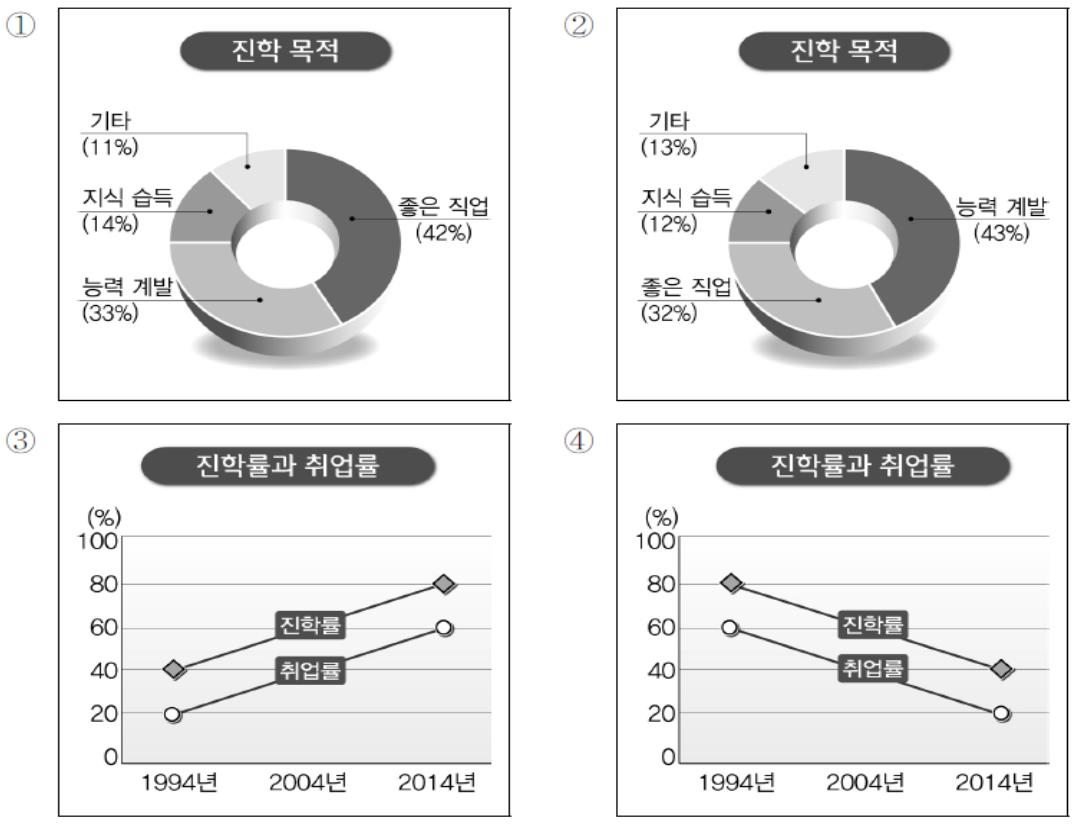 ①
진학 목적
기타
(11%)
지식 습득
(14%)
좋은 직업
(42%)
능력 계발
(33%)
②
진학 목적
기타
(13%)
지식 습득
(12%)
능력 계발
(43%)
좋은 직업
(32%)
③
진학률과 취업률
(%)
100
80
60
40
20
0
진학률
취업률
1994년 2004년 2014년
④
진학률과 취업률
(%)
100
80
60
40
20
0
진학률
취업률
1994년 2004년 2014년